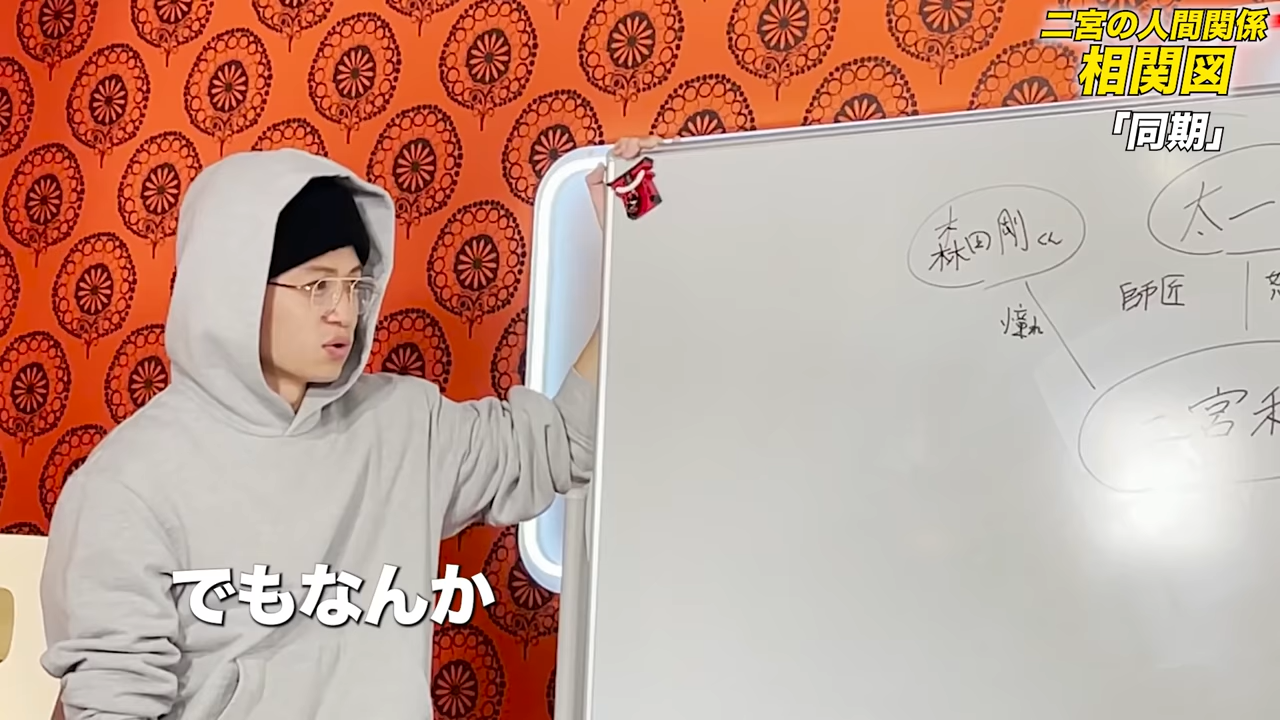 二宮の人間関係
相関図
「同期」
森田剛くん
太一
師匠
憧れ
二宮和
でもなんか